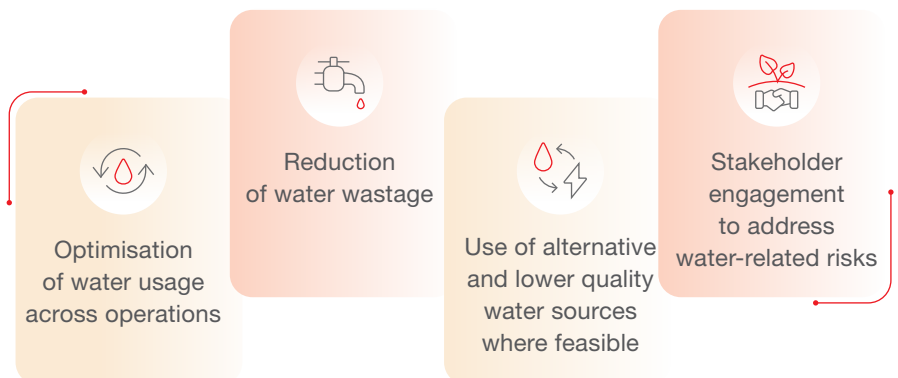 Optimisation
of water usage
across operations
Reduction
of water wastage
Use of alternative
and lower quality
water sources
where feasible
Stakeholder
engagement
to address
water-related risks